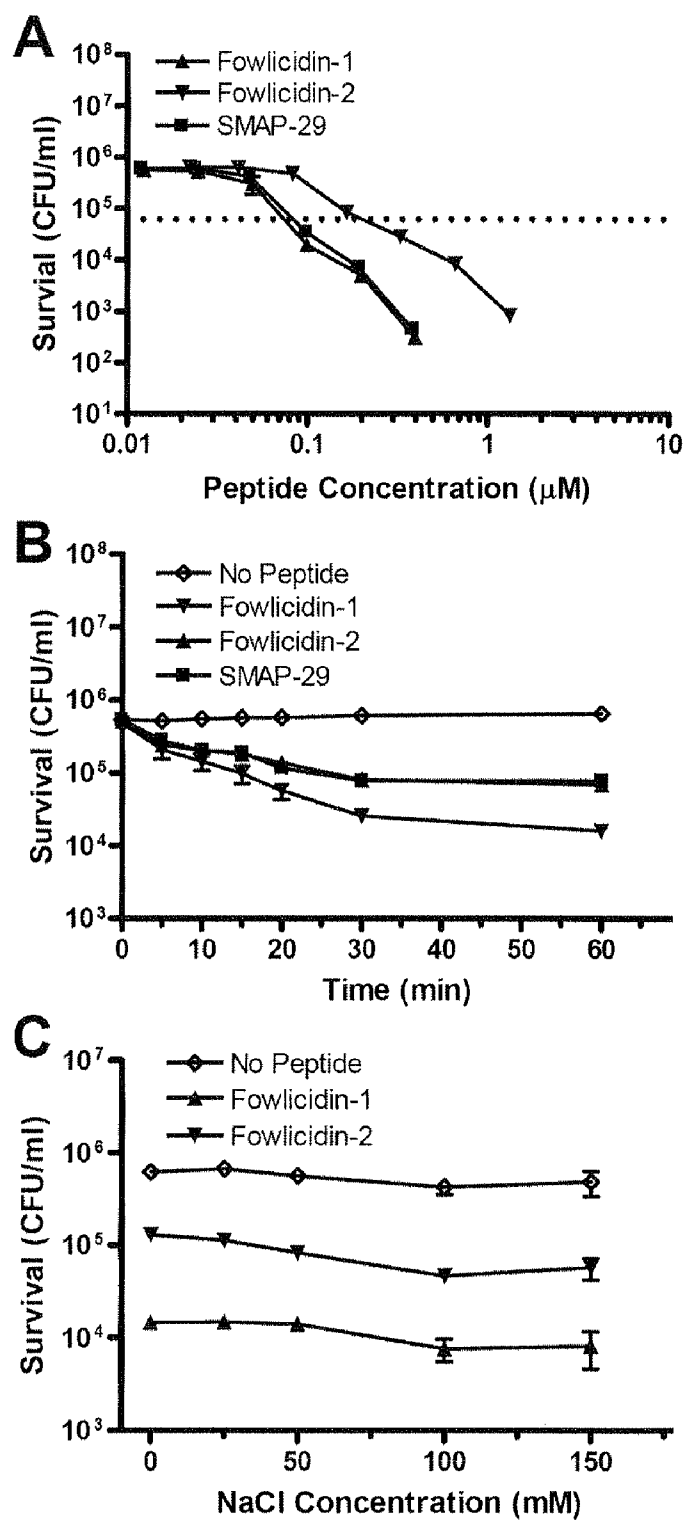 A
Fowlicidin-1
Fowlicidin-2
SMAP-29
10⁸
10⁷
10⁶
10⁵
10⁴
10³
10²
10¹
Survial (CFU/ml)
0.01 0.1 1 10
Peptide Concentration (μM)
B
No Peptide
Fowlicidin-1
Fowlicidin-2
SMAP-29
10⁸
10⁷
10⁶
10⁵
10⁴
10³
Survival (CFU/ml)
0 10 20 30 40 50 60
Time (min)
C
No Peptide
Fowlicidin-1
Fowlicidin-2
10⁷
10⁶
10⁵
10⁴
10³
Survival (CFU/ml)
0 50 100 150
NaCl Concentration (mM)